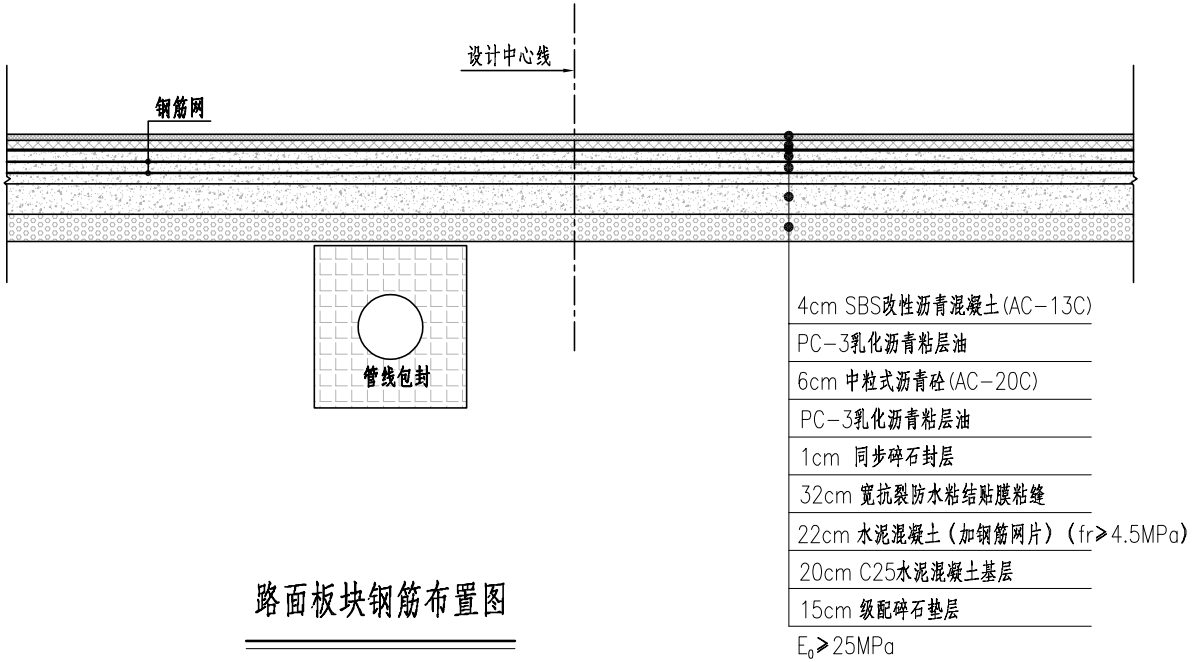 设计中心线
钢筋网
管线包封
4cm SBS改性沥青混凝土(AC-13C)
PC-3乳化沥青粘层油
6cm 中粒式沥青砼(AC-20C)
PC-3乳化沥青粘层油
1cm 同步碎石封层
32cm 宽抗裂防水粘结贴膜粘缝
22cm 水泥混凝土（加钢筋网片）(fr≥4.5MPa)
20cm C25水泥混凝土基层
15cm 级配碎石垫层
E₀≥25MPa
路面板块钢筋布置图